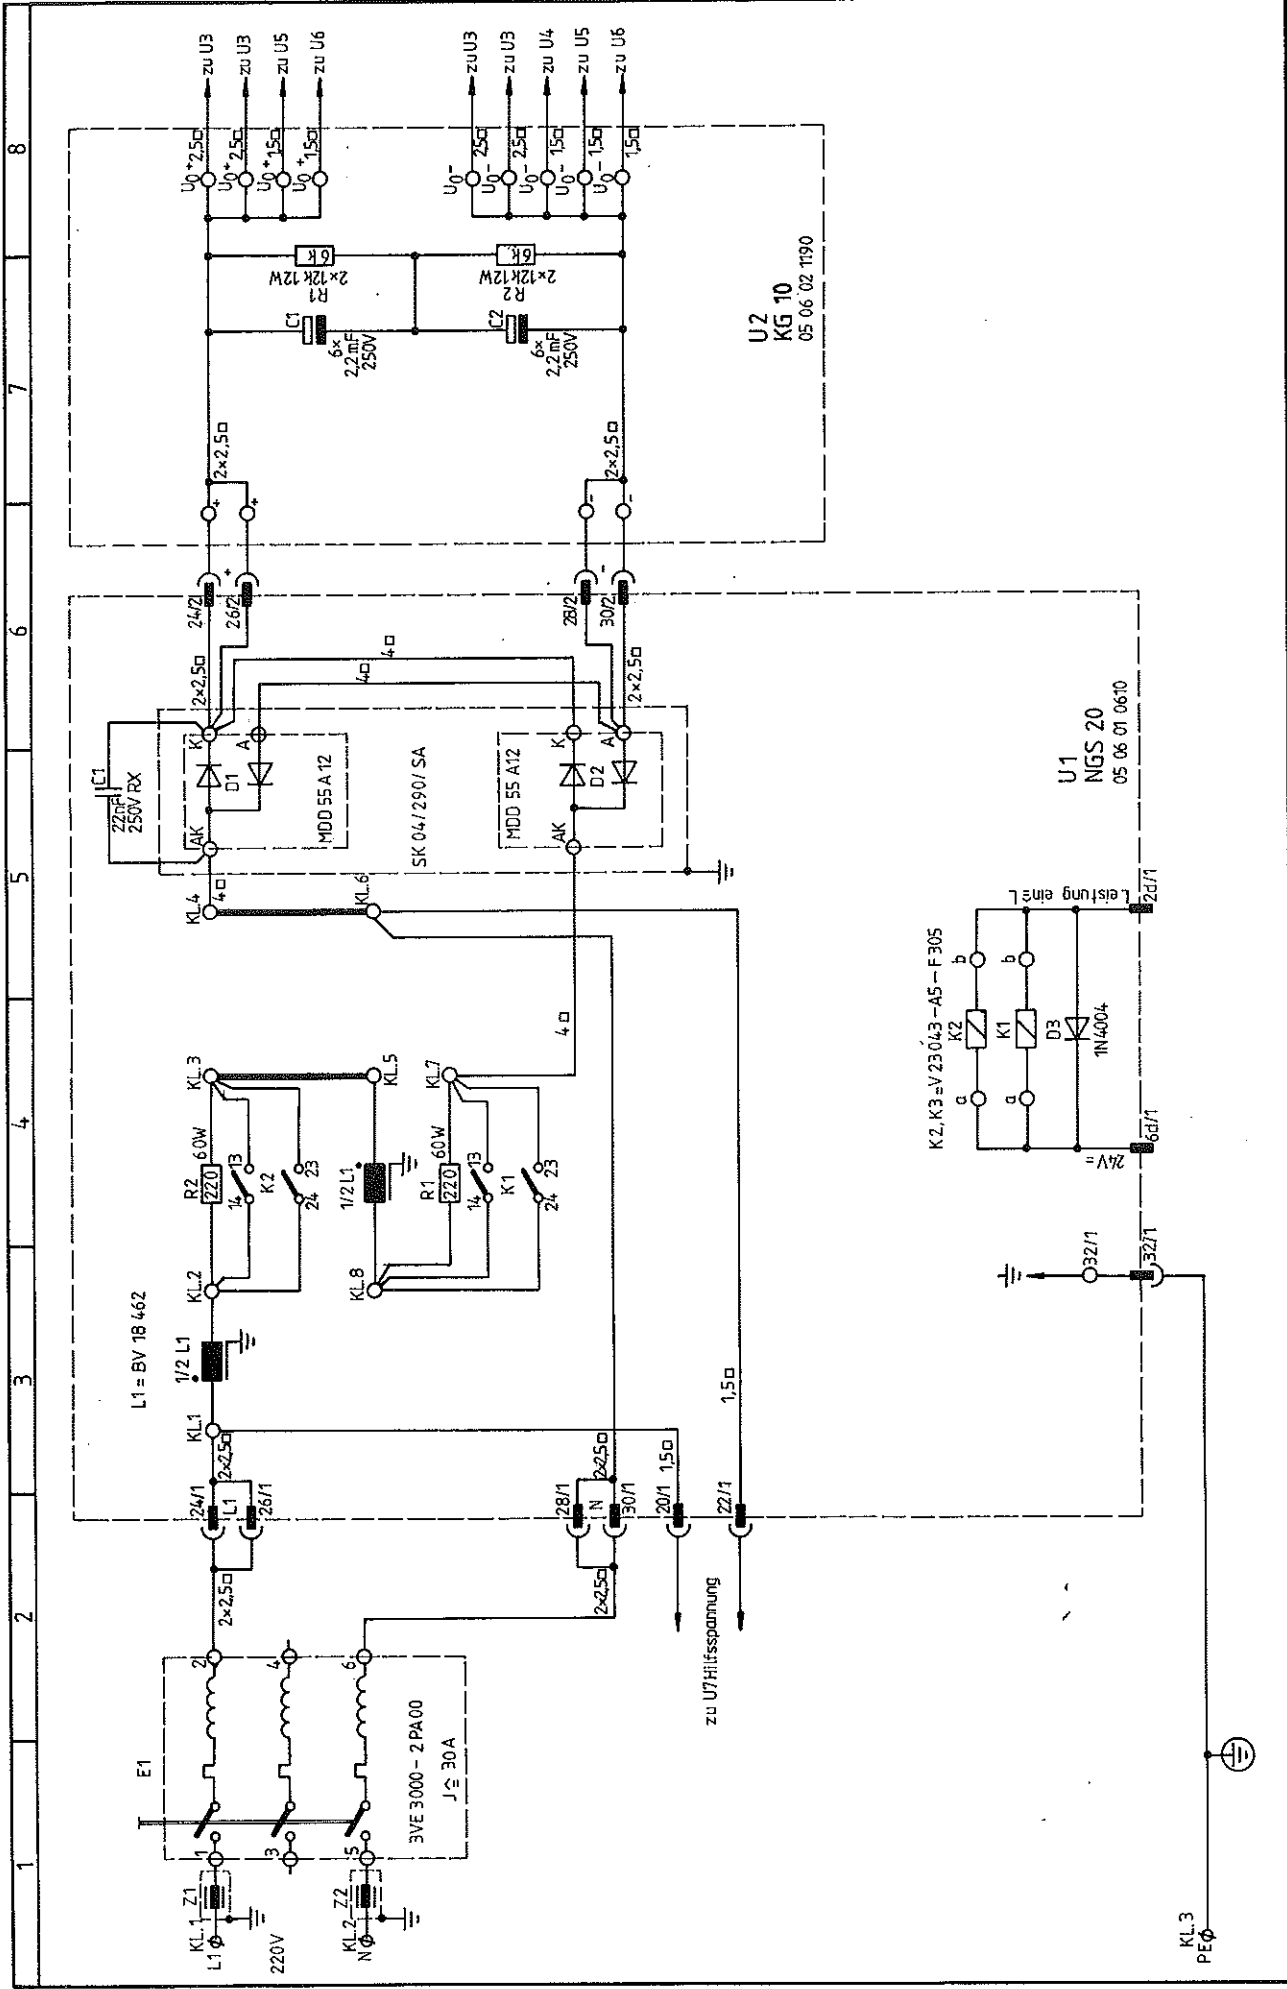 1
2
3
4
5
6
7
8
KL.1
L1
220V
Z1
KL.2
N
Z2
E1
1
3
5
2
4
6
3VE 3000 - 2 PA00
J ≙ 30A
2×2,5□
24/1
L1
26/1
2×2,5□
2×2,5□
28/1
N
30/1
2×2,5□
20/1
1,5□
22/1
1,5□
zu U7 Hilfsspannung
L1 = BV 18 462
KL.1
1/2 L1
KL.2
R2
220
60W
14
13
K2
24
23
KL.3
1/2 L1
KL.5
KL.8
R1
220
60W
14
13
K1
24
23
KL.7
4□
KL.4
4□
KL.6
C1
22nF
250V RX
AK
K
D1
A
MDD 55 A 12
SK 04/290/ SA
MDD 55 A12
AK
K
D2
A
2×2,5□
4□
4□
2×2,5□
24/2
26/2
+
28/2
-
30/2
+
+
-
-
2×2,5□
2×2,5□
C1
6×
2,2 mF
250V
R1
2×12k 12W
6k
C2
6×
2,2 mF
250V
R2
2×12k 12W
6k
U0+ 2,5□ zu U3
U0+ 2,5□ zu U3
U0+ 1,5□ zu U5
U0+ 1,5□ zu U6
U0- 2,5□ zu U3
U0- 2,5□ zu U3
U0- 1,5□ zu U4
U0- 1,5□ zu U5
1,5□ zu U6
U2
KG 10
05 06 02 1190
U1
NGS 20
05 06 01 0610
K2, K3 = V 23 043 - A5 - F 305
a
K2
b
a
K1
b
D3
1N 4004
24V=
6d/1
Leistung ein ≙ L
2d/1
32/1
32/1
KL.3
PE